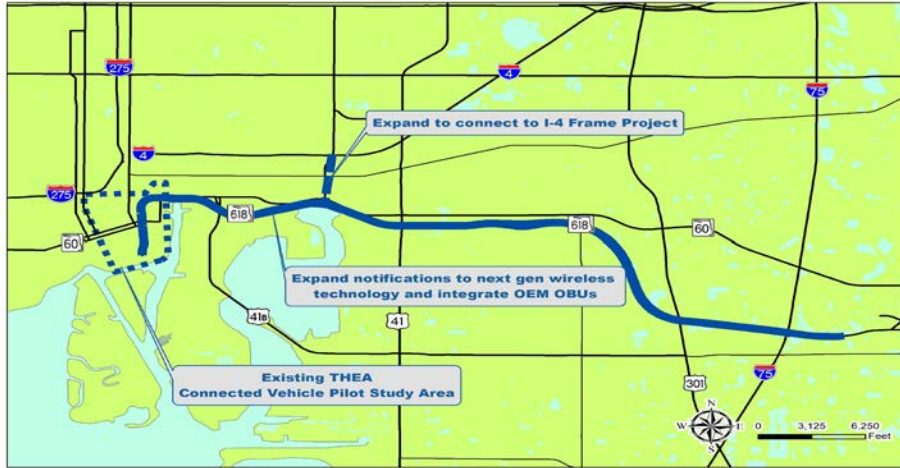 275
4
75
Expand to connect to I-4 Frame Project
4
275
618
618
60
60
Expand notifications to next gen wireless
technology and integrate OEM OBUs
41B
41
Existing THEA
Connected Vehicle Pilot Study Area
75
301
N
W E
S
0 3,125 6,250
Feet